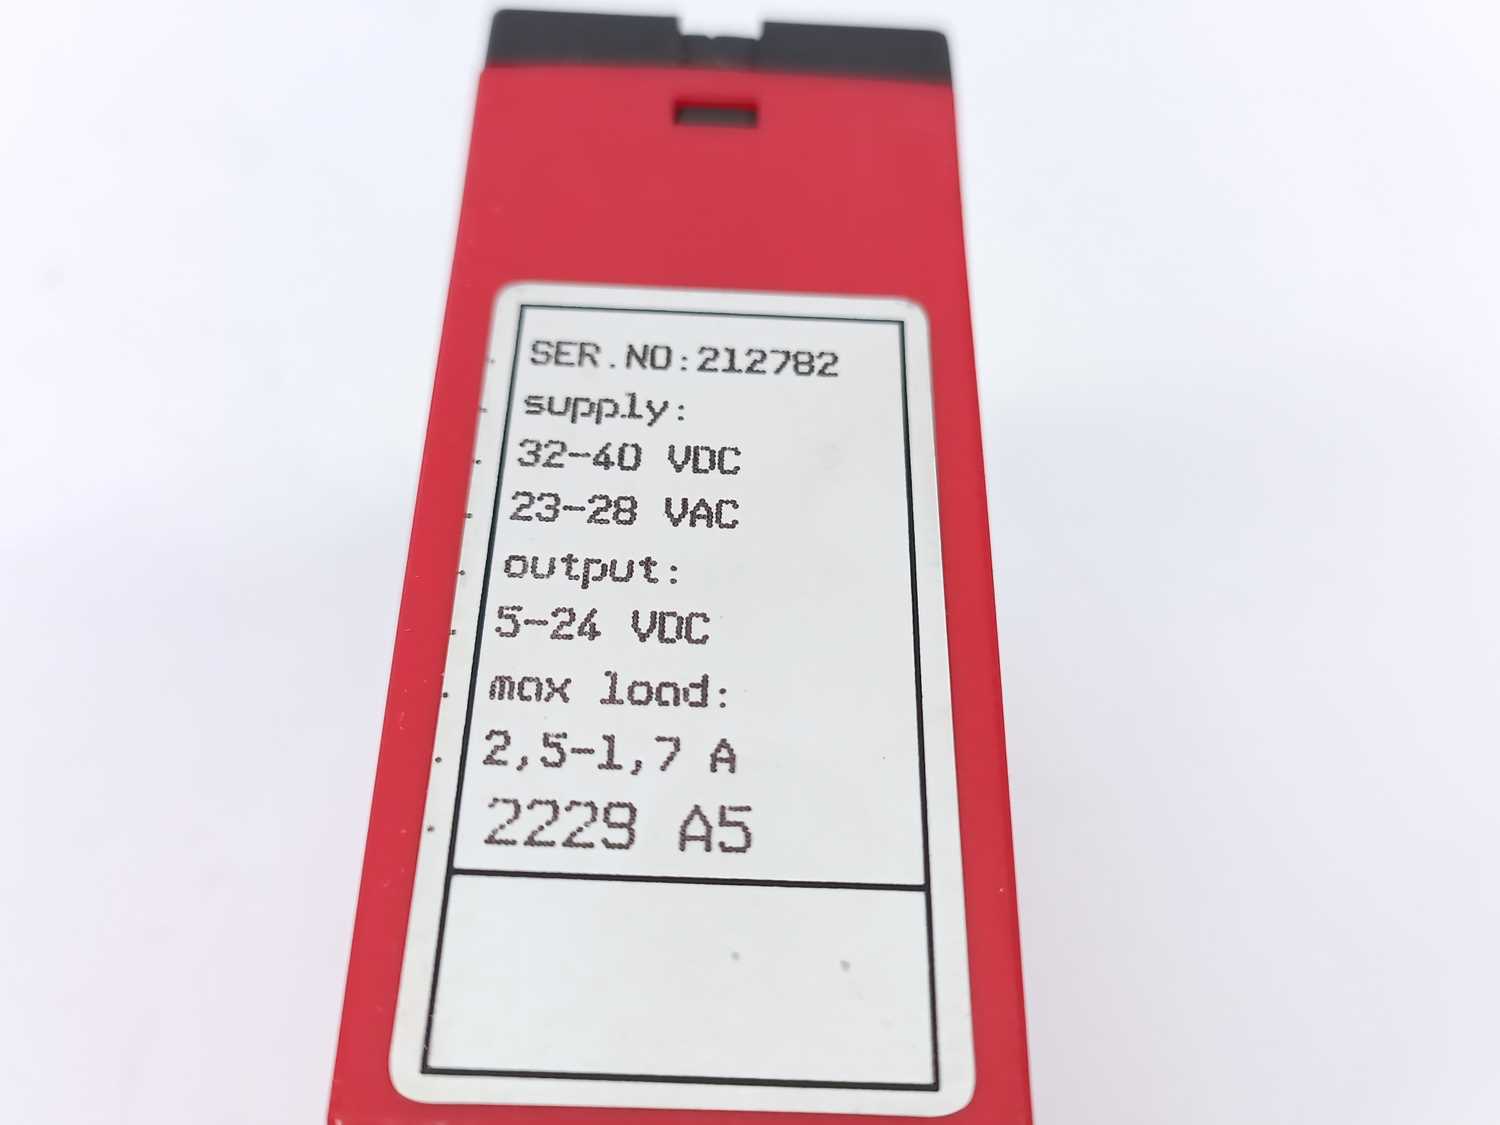 SER.NO:212782
supply:
32-40 VDC
23-28 VAC
output:
5-24 VDC
max load:
2,5-1,7 A
2229 A5